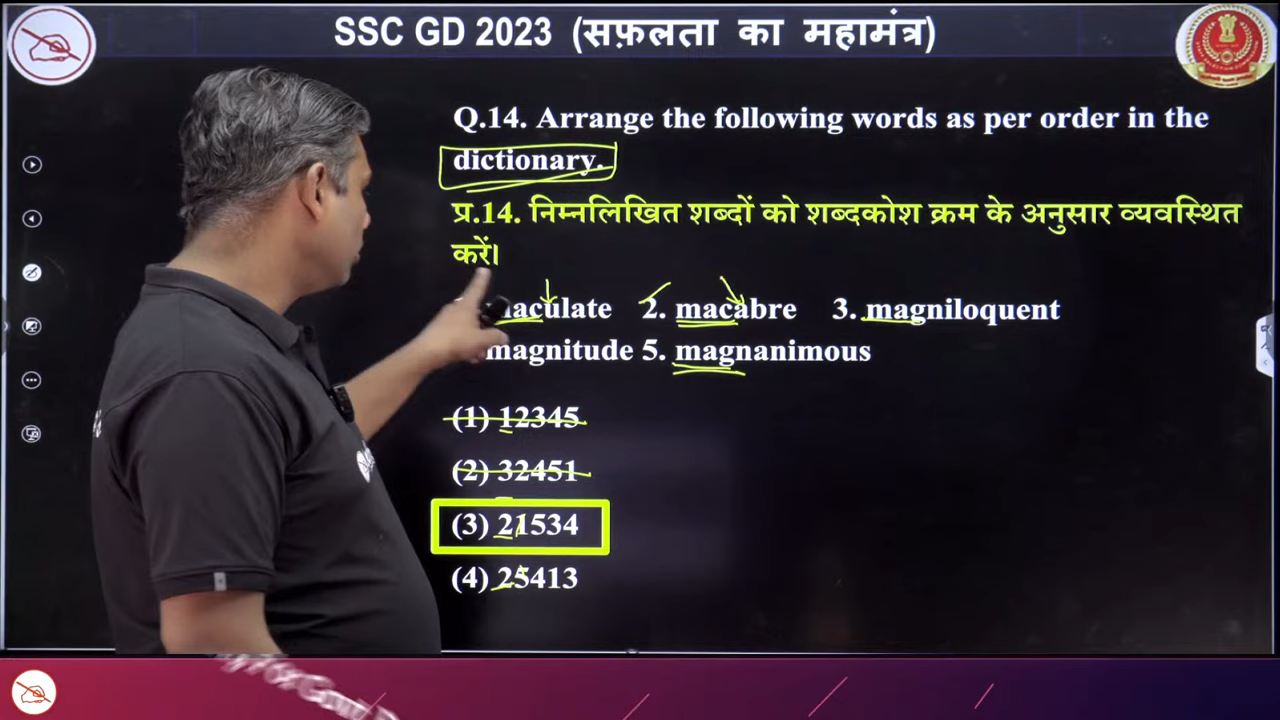 SSC GD 2023 (सफ़लता का महामंत्र)
Q.14. Arrange the following words as per order in the
dictionary.
प्र.14. निम्नलिखित शब्दों को शब्दकोश क्रम के अनुसार व्यवस्थित
करें।
2. macabre 3. magniloquent
magnitude 5. magnanimous
(1) 12345
(2) 32451
(3) 21534
(4) 25413